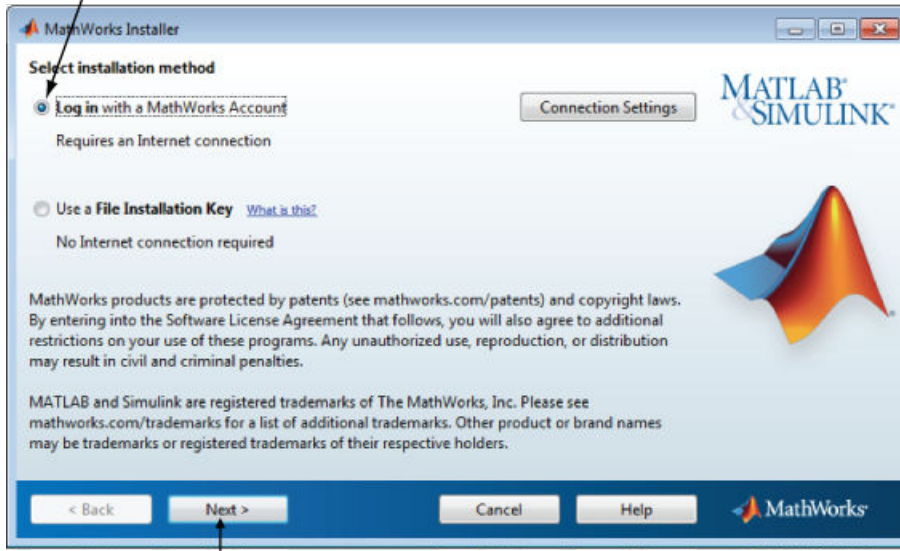 MathWorks Installer
Select installation method
Log in with a MathWorks Account
Connection Settings
Requires an Internet connection
Use a File Installation Key What is this?
No Internet connection required
MATLAB®
&SIMULINK®
MathWorks products are protected by patents (see mathworks.com/patents) and copyright laws.
By entering into the Software License Agreement that follows, you will also agree to additional
restrictions on your use of these programs. Any unauthorized use, reproduction, or distribution
may result in civil and criminal penalties.
MATLAB and Simulink are registered trademarks of The MathWorks, Inc. Please see
mathworks.com/trademarks for a list of additional trademarks. Other product or brand names
may be trademarks or registered trademarks of their respective holders.
< Back
Next >
Cancel
Help
MathWorks®